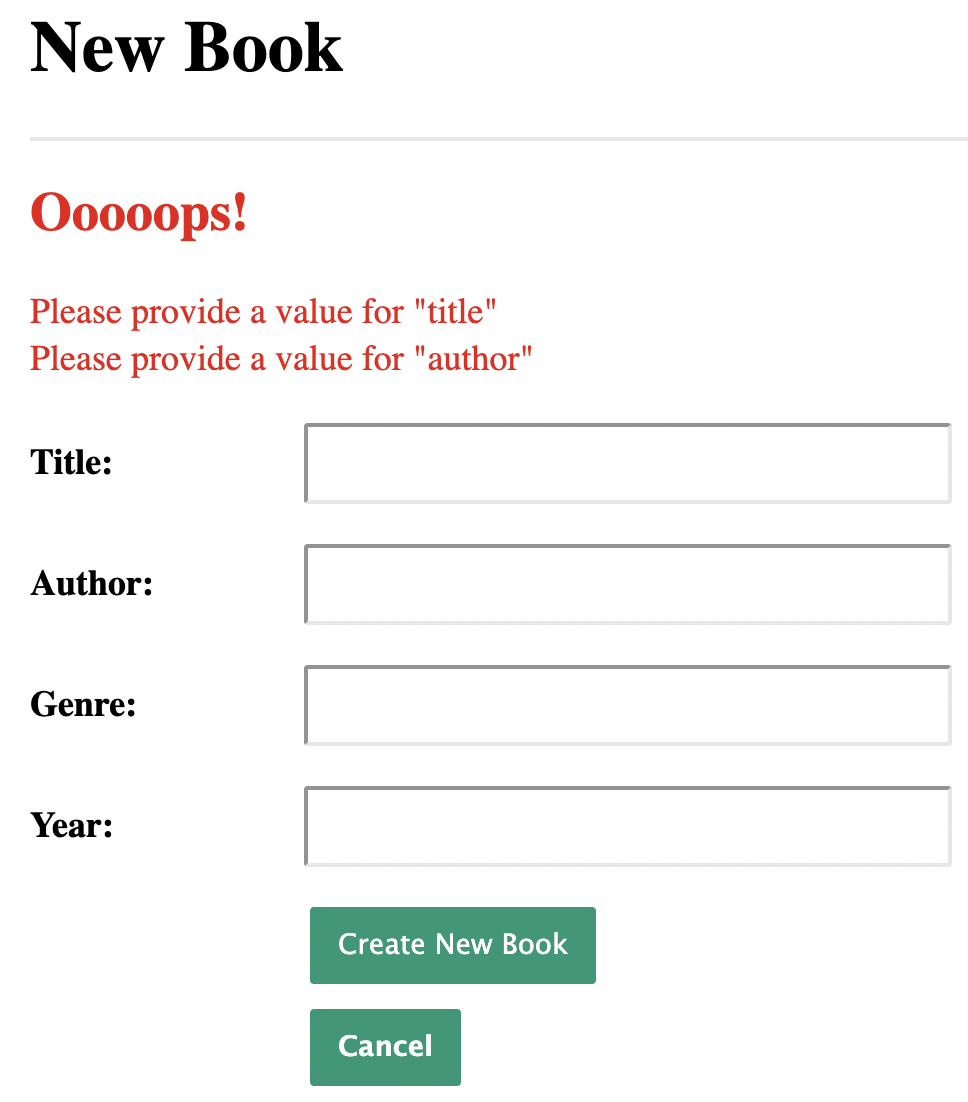 New Book
Ooooops!
Please provide a value for "title"
Please provide a value for "author"
Title:
Author:
Genre:
Year:
Create New Book
Cancel